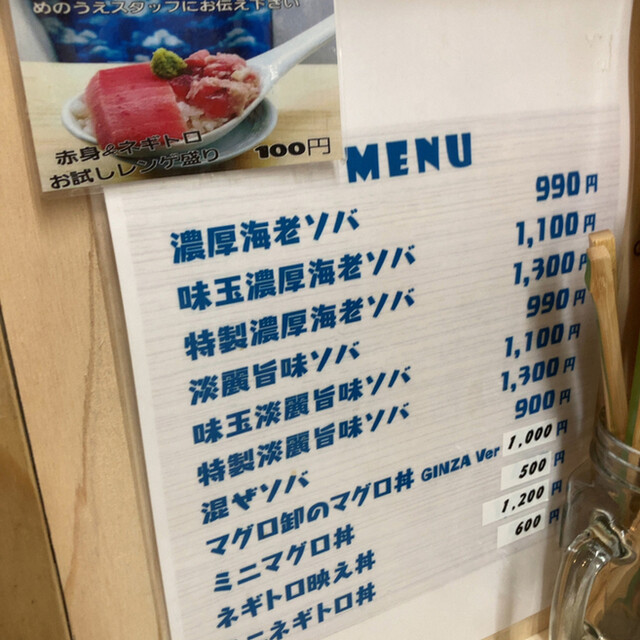 めのうえスタッフにお伝え下さい
赤身&ネギトロ
お試しレンゲ盛り 100円
MENU
濃厚海老ソバ 990円
味玉濃厚海老ソバ 1,100円
特製濃厚海老ソバ 1,300円
淡麗旨味ソバ 990円
味玉淡麗旨味ソバ 1,100円
特製淡麗旨味ソバ 1,300円
混ぜソバ 900円
マグロ卸のマグロ丼 GINZA Ver 1,000円
ミニマグロ丼 500円
ネギトロ映え丼 1,200円
ミニネギトロ丼 600円